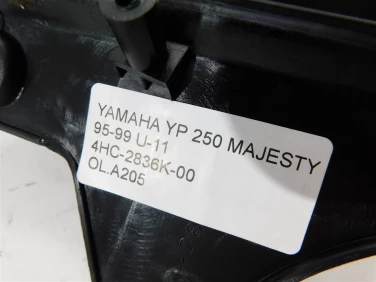 YAMAHA YP 250 MAJESTY
95-99 U-11
4HC-2836K-00
OL.A205